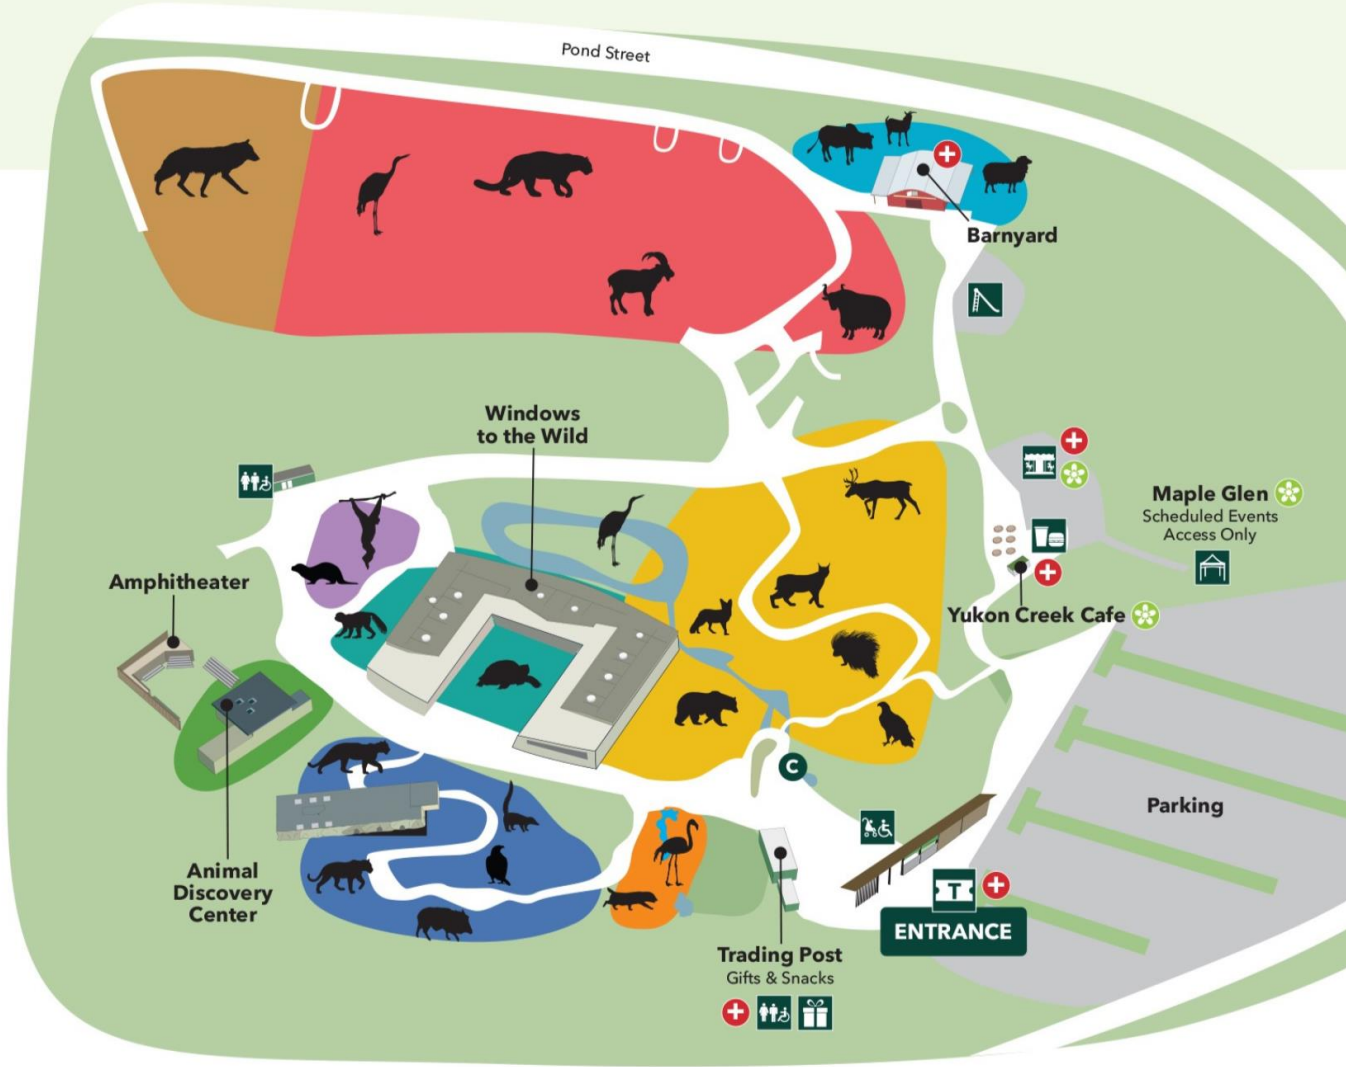 Pond Street
Barnyard
Windows
to the Wild
Maple Glen
Scheduled Events
Access Only
Amphitheater
Yukon Creek Cafe
C
Parking
Animal
Discovery
Center
T
ENTRANCE
Trading Post
Gifts & Snacks